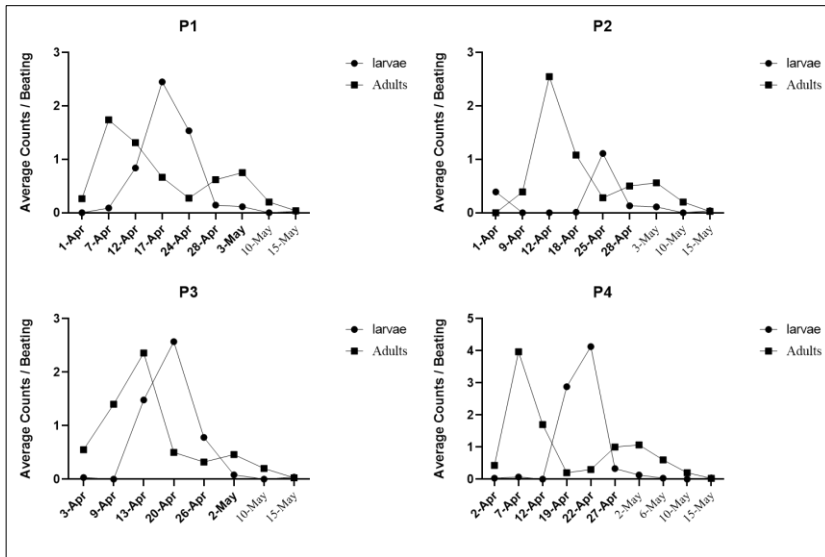 P1
Average Counts / Beating
3
2
1
0
1-Apr
7-Apr
12-Apr
17-Apr
24-Apr
28-Apr
3-May
10-May
15-May
larvae
Adults
P2
Average Counts / Beating
3
2
1
0
1-Apr
9-Apr
12-Apr
18-Apr
25-Apr
28-Apr
3-May
10-May
15-May
larvae
Adults
P3
Average Counts / Beating
3
2
1
0
3-Apr
9-Apr
13-Apr
20-Apr
26-Apr
2-May
10-May
15-May
larvae
Adults
P4
Average Counts / Beating
5
4
3
2
1
0
2-Apr
7-Apr
12-Apr
19-Apr
22-Apr
27-Apr
2-May
6-May
10-May
15-May
larvae
Adults